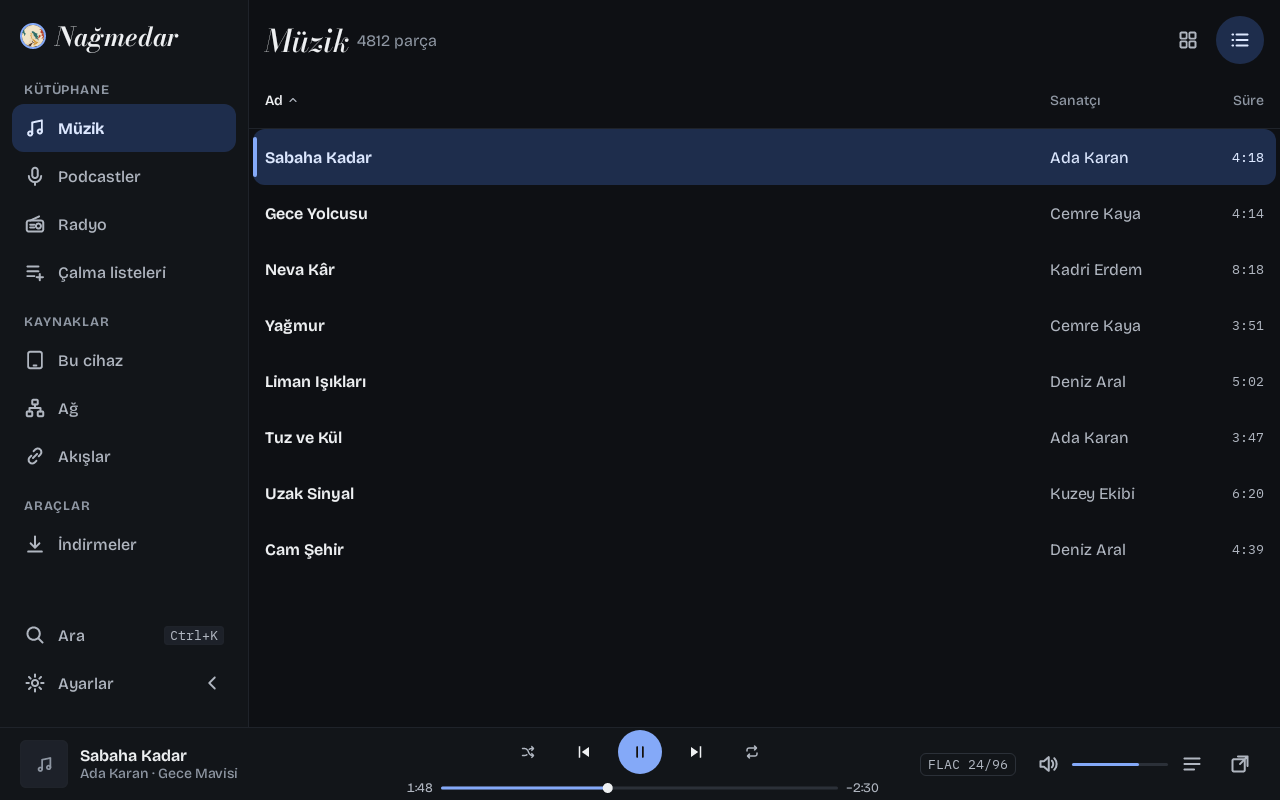 Nağmedar
KÜTÜPHANE
Müzik
Podcastler
Radyo
Çalma listeleri
KAYNAKLAR
Bu cihaz
Ağ
Akışlar
ARAÇLAR
İndirmeler
Ara Ctrl+K
Ayarlar
Müzik 4812 parça
Ad Sanatçı Süre
Sabaha Kadar Ada Karan 4:18
Gece Yolcusu Cemre Kaya 4:14
Neva Kâr Kadri Erdem 8:18
Yağmur Cemre Kaya 3:51
Liman Işıkları Deniz Aral 5:02
Tuz ve Kül Ada Karan 3:47
Uzak Sinyal Kuzey Ekibi 6:20
Cam Şehir Deniz Aral 4:39
Sabaha Kadar
Ada Karan · Gece Mavisi
1:48 −2:30
FLAC 24/96